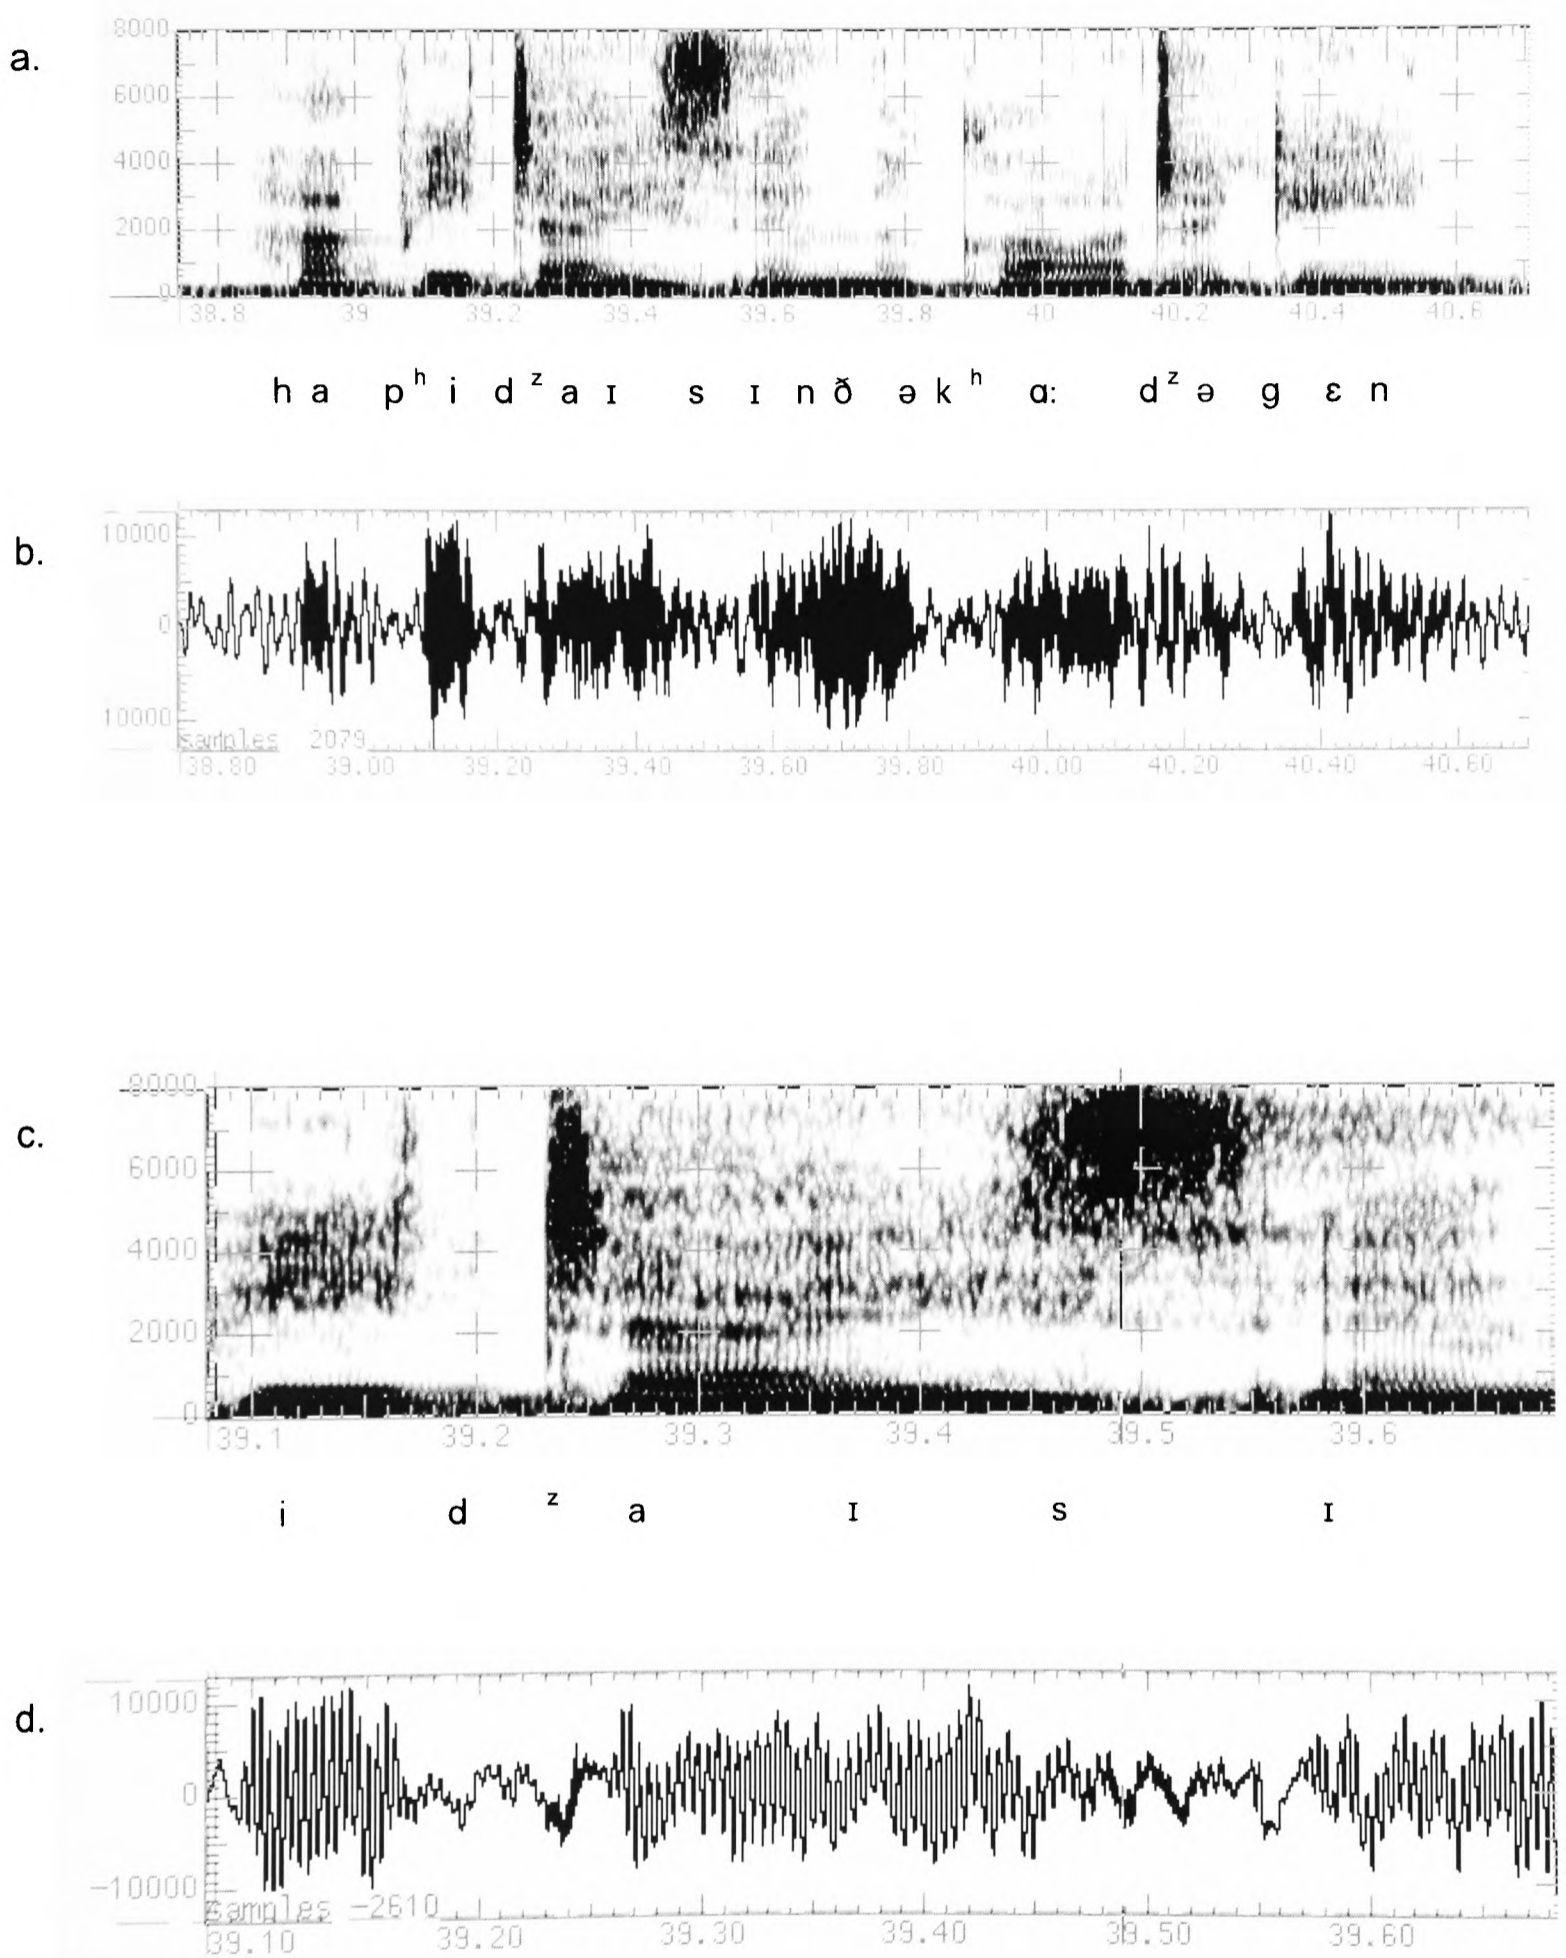 a.
8000
6000
4000
2000
0
38.8 39 39.2 39.4 39.6 39.8 40 40.2 40.4 40.6
h a pʰ i dᶻ a ɪ s ɪ n ð ə kʰ ɑ: dᶻ ə g ɛ n
b.
10000
0
10000
samples 2079
38.80 39.00 39.20 39.40 39.60 39.80 40.00 40.20 40.40 40.60
c.
8000
6000
4000
2000
0
39.1 39.2 39.3 39.4 39.5 39.6
i d ᶻ a ɪ s ɪ
d.
10000
0
-10000
samples -2610
39.10 39.20 39.30 39.40 39.50 39.60